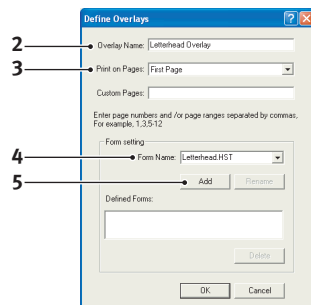 Define Overlays
2 Overlay Name: Letterhead Overlay
3 Print on Pages: First Page
Custom Pages:
Enter page numbers and /or page ranges separated by commas,
For example, 1,3,5-12
Form setting
4 Form Name: Letterhead.HST
5 Add Rename
Defined Forms:
Delete
OK Cancel